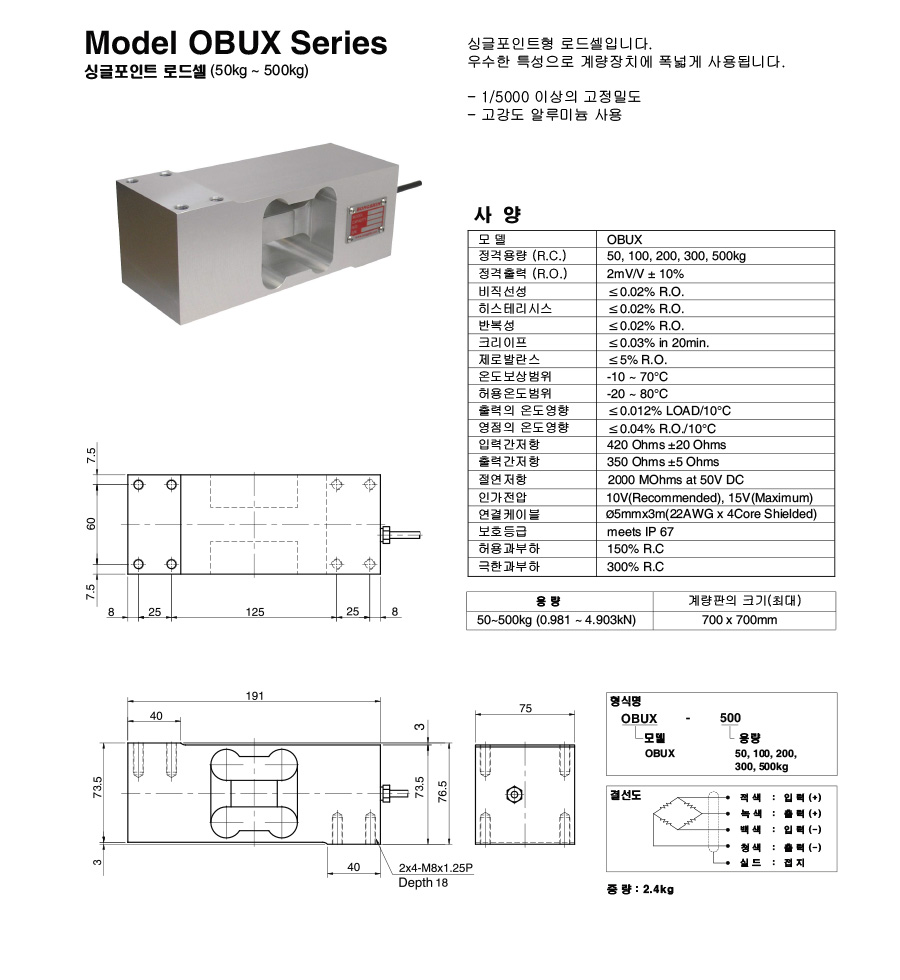 Model OBUX Series
싱글포인트 로드셀 (50kg ~ 500kg)
싱글포인트형 로드셀입니다.
우수한 특성으로 계량장치에 폭넓게 사용됩니다.
- 1/5000 이상의 고정밀도
- 고강도 알루미늄 사용
사 양
모 델 OBUX
정격용량 (R.C.) 50, 100, 200, 300, 500kg
정격출력 (R.O.) 2mV/V ± 10%
비직선성 ≤0.02% R.O.
히스테리시스 ≤0.02% R.O.
반복성 ≤0.02% R.O.
크리이프 ≤0.03% in 20min.
제로발란스 ≤5% R.O.
온도보상범위 -10 ~ 70°C
허용온도범위 -20 ~ 80°C
출력의 온도영향 ≤0.012% LOAD/10°C
영점의 온도영향 ≤0.04% R.O./10°C
입력간저항 420 Ohms ±20 Ohms
출력간저항 350 Ohms ±5 Ohms
절연저항 2000 MOhms at 50V DC
인가전압 10V(Recommended), 15V(Maximum)
연결케이블 Ø5mmx3m(22AWG x 4Core Shielded)
보호등급 meets IP 67
허용과부하 150% R.C
극한과부하 300% R.C
용 량 계량판의 크기(최대)
50~500kg (0.981 ~ 4.903kN) 700 x 700mm
7.5
60
7.5
8 25 125 25 8
191
40
3
73.5
73.5
76.5
3
40
2x4-M8x1.25P
Depth 18
75
형식명
OBUX - 500
모델 용량
OBUX 50, 100, 200,
300, 500kg
결선도
적색 : 입력 (+)
녹색 : 출력 (+)
백색 : 입력 (-)
청색 : 출력 (-)
실드 : 접지
중량 : 2.4kg